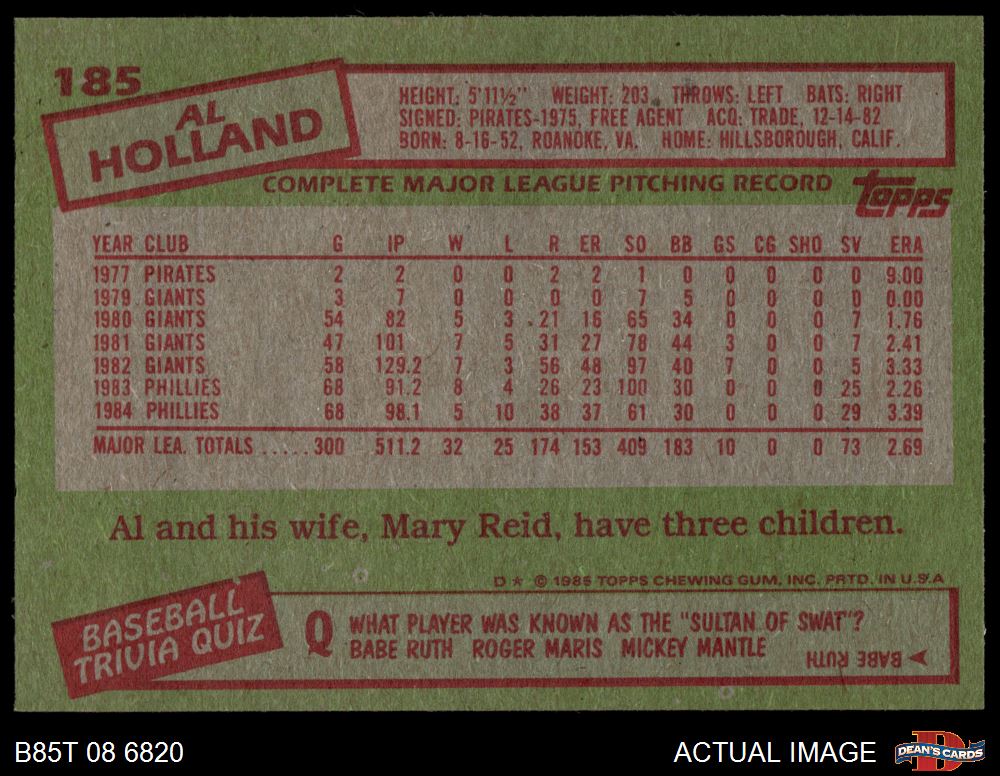 185
AL
HOLLAND
HEIGHT: 5'11½" WEIGHT: 203 THROWS: LEFT BATS: RIGHT
SIGNED: PIRATES-1975, FREE AGENT ACQ: TRADE, 12-14-82
BORN: 8-16-52, ROANOKE, VA. HOME: HILLSBOROUGH, CALIF.
COMPLETE MAJOR LEAGUE PITCHING RECORD
Topps
YEAR CLUB G IP W L R ER SO BB GS CG SHO SV ERA
1977 PIRATES 2 2 0 0 2 2 1 0 0 0 0 0 9.00
1979 GIANTS 3 7 0 0 0 0 7 5 0 0 0 0 0.00
1980 GIANTS 54 82 5 3 21 16 65 34 0 0 0 7 1.76
1981 GIANTS 47 101 7 5 31 27 78 44 3 0 0 7 2.41
1982 GIANTS 58 129.2 7 3 56 48 97 40 7 0 0 5 3.33
1983 PHILLIES 68 91.2 8 4 26 23 100 30 0 0 0 25 2.26
1984 PHILLIES 68 98.1 5 10 38 37 61 30 0 0 0 29 3.39
MAJOR LEA. TOTALS ..... 300 511.2 32 25 174 153 409 183 10 0 0 73 2.69
Al and his wife, Mary Reid, have three children.
D * © 1985 TOPPS CHEWING GUM, INC. PRTD. IN U.S.A
BASEBALL
TRIVIA QUIZ
Q WHAT PLAYER WAS KNOWN AS THE "SULTAN OF SWAT"?
BABE RUTH ROGER MARIS MICKEY MANTLE
BABE RUTH
B85T 08 6820
ACTUAL IMAGE
DEAN'S CARDS